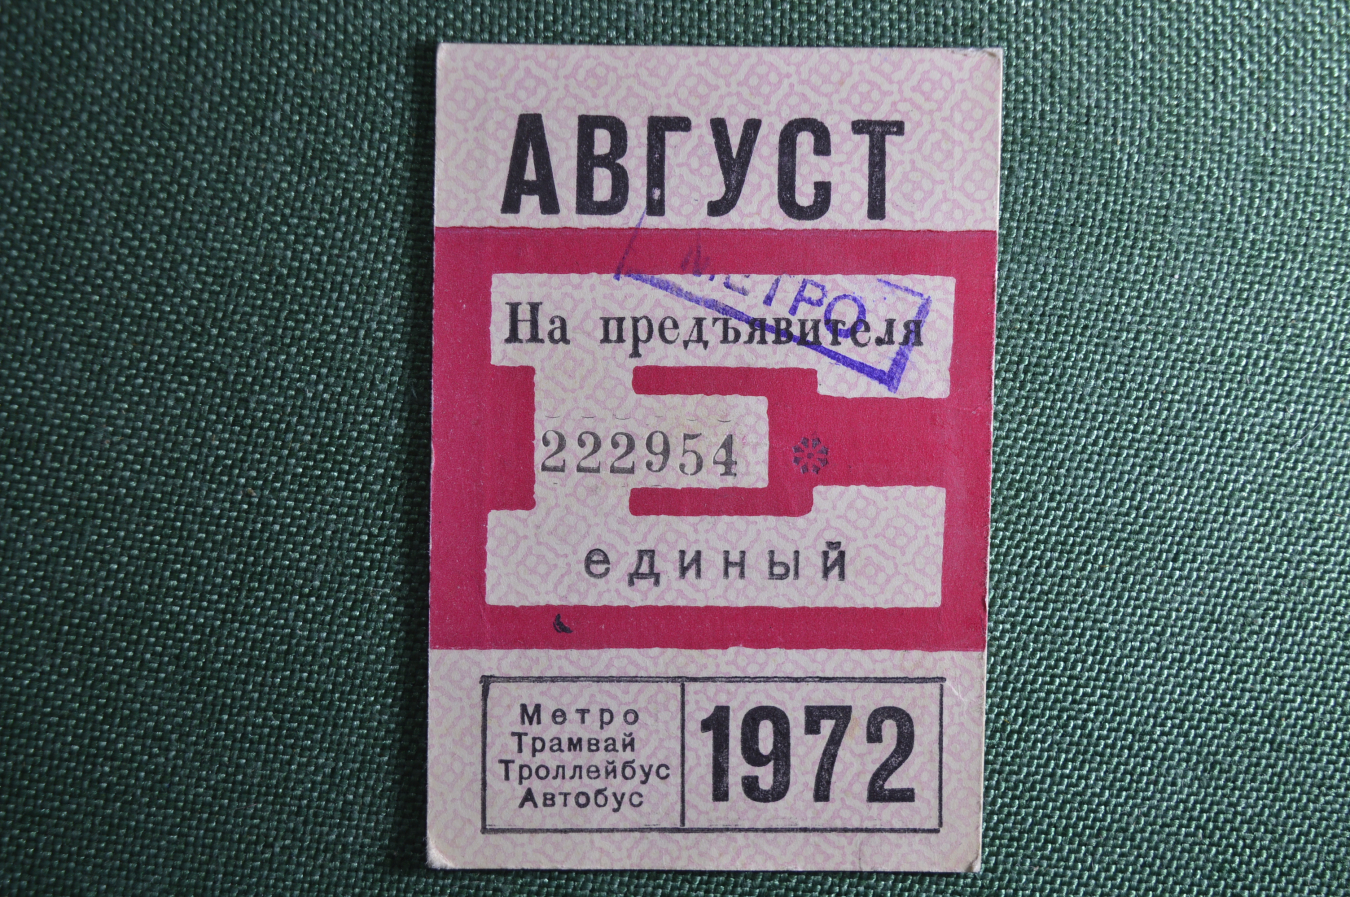 АВГУСТ
МЕТРО
На предъявителя
222954
единый
Метро
Трамвай
Троллейбус
Автобус
1972